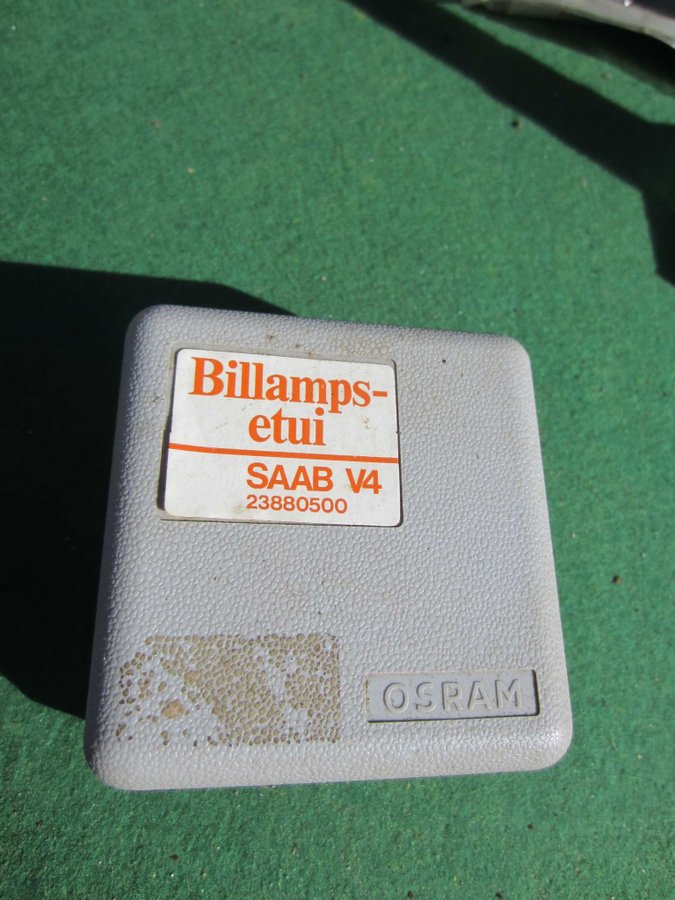 Billamps-
etui
SAAB V4
23880500
OSRAM